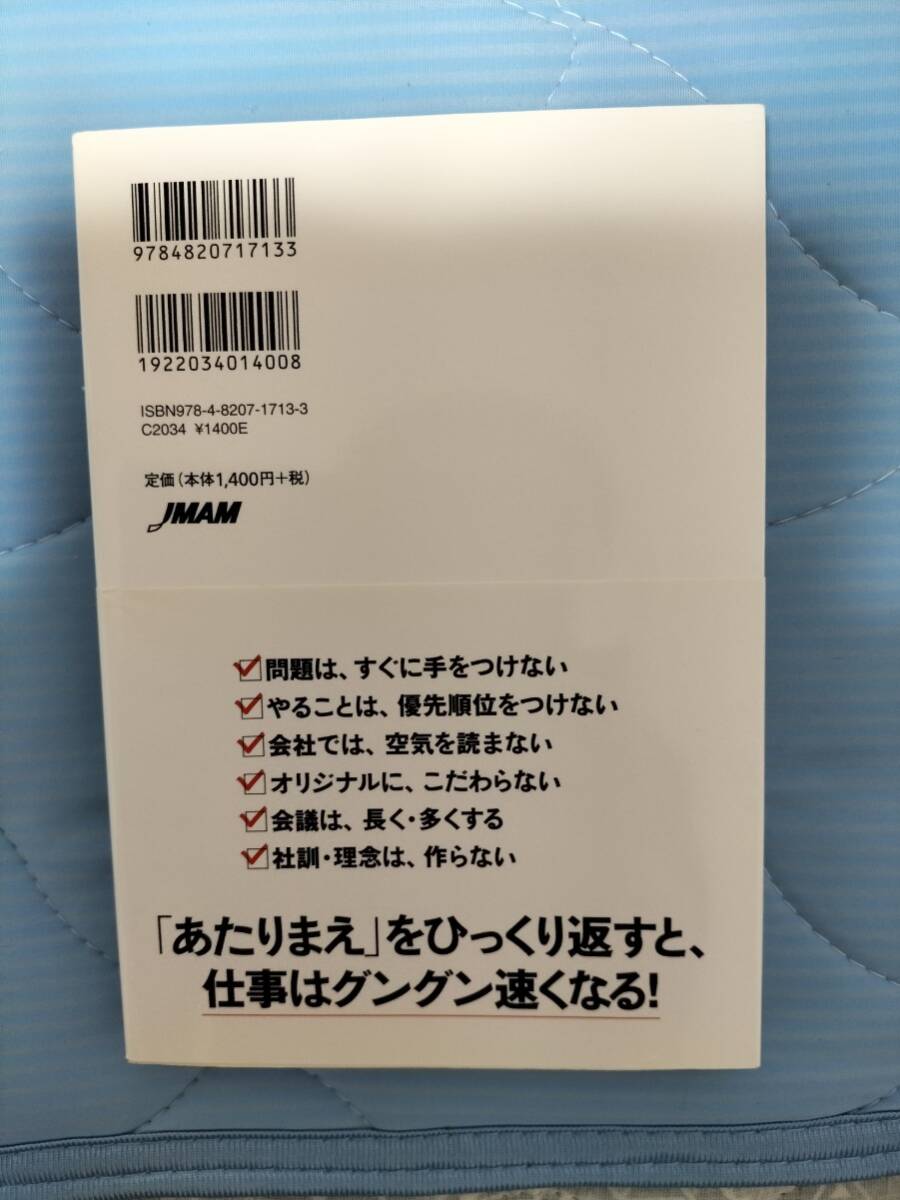 9784820717133
1922034014008
ISBN978-4-8207-1713-3
C2034 ¥1400E
定価(本体1,400円+税)
JMAM
問題は、すぐに手をつけない
やることは、優先順位をつけない
会社では、空気を読まない
オリジナルに、こだわらない
会議は、長く・多くする
社訓・理念は、作らない
「あたりまえ」をひっくり返すと、
仕事はグングン速くなる!